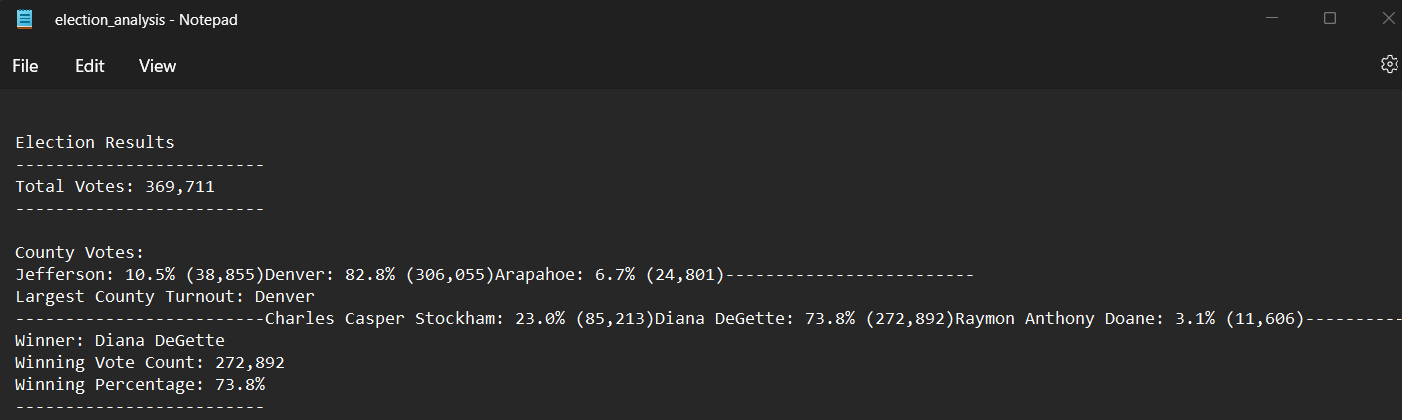 election_analysis - Notepad
File Edit View
Election Results
-------------------------
Total Votes: 369,711
-------------------------
County Votes:
Jefferson: 10.5% (38,855)Denver: 82.8% (306,055)Arapahoe: 6.7% (24,801)-------------------------
Largest County Turnout: Denver
-------------------------Charles Casper Stockham: 23.0% (85,213)Diana DeGette: 73.8% (272,892)Raymon Anthony Doane: 3.1% (11,606)----------
Winner: Diana DeGette
Winning Vote Count: 272,892
Winning Percentage: 73.8%
-------------------------